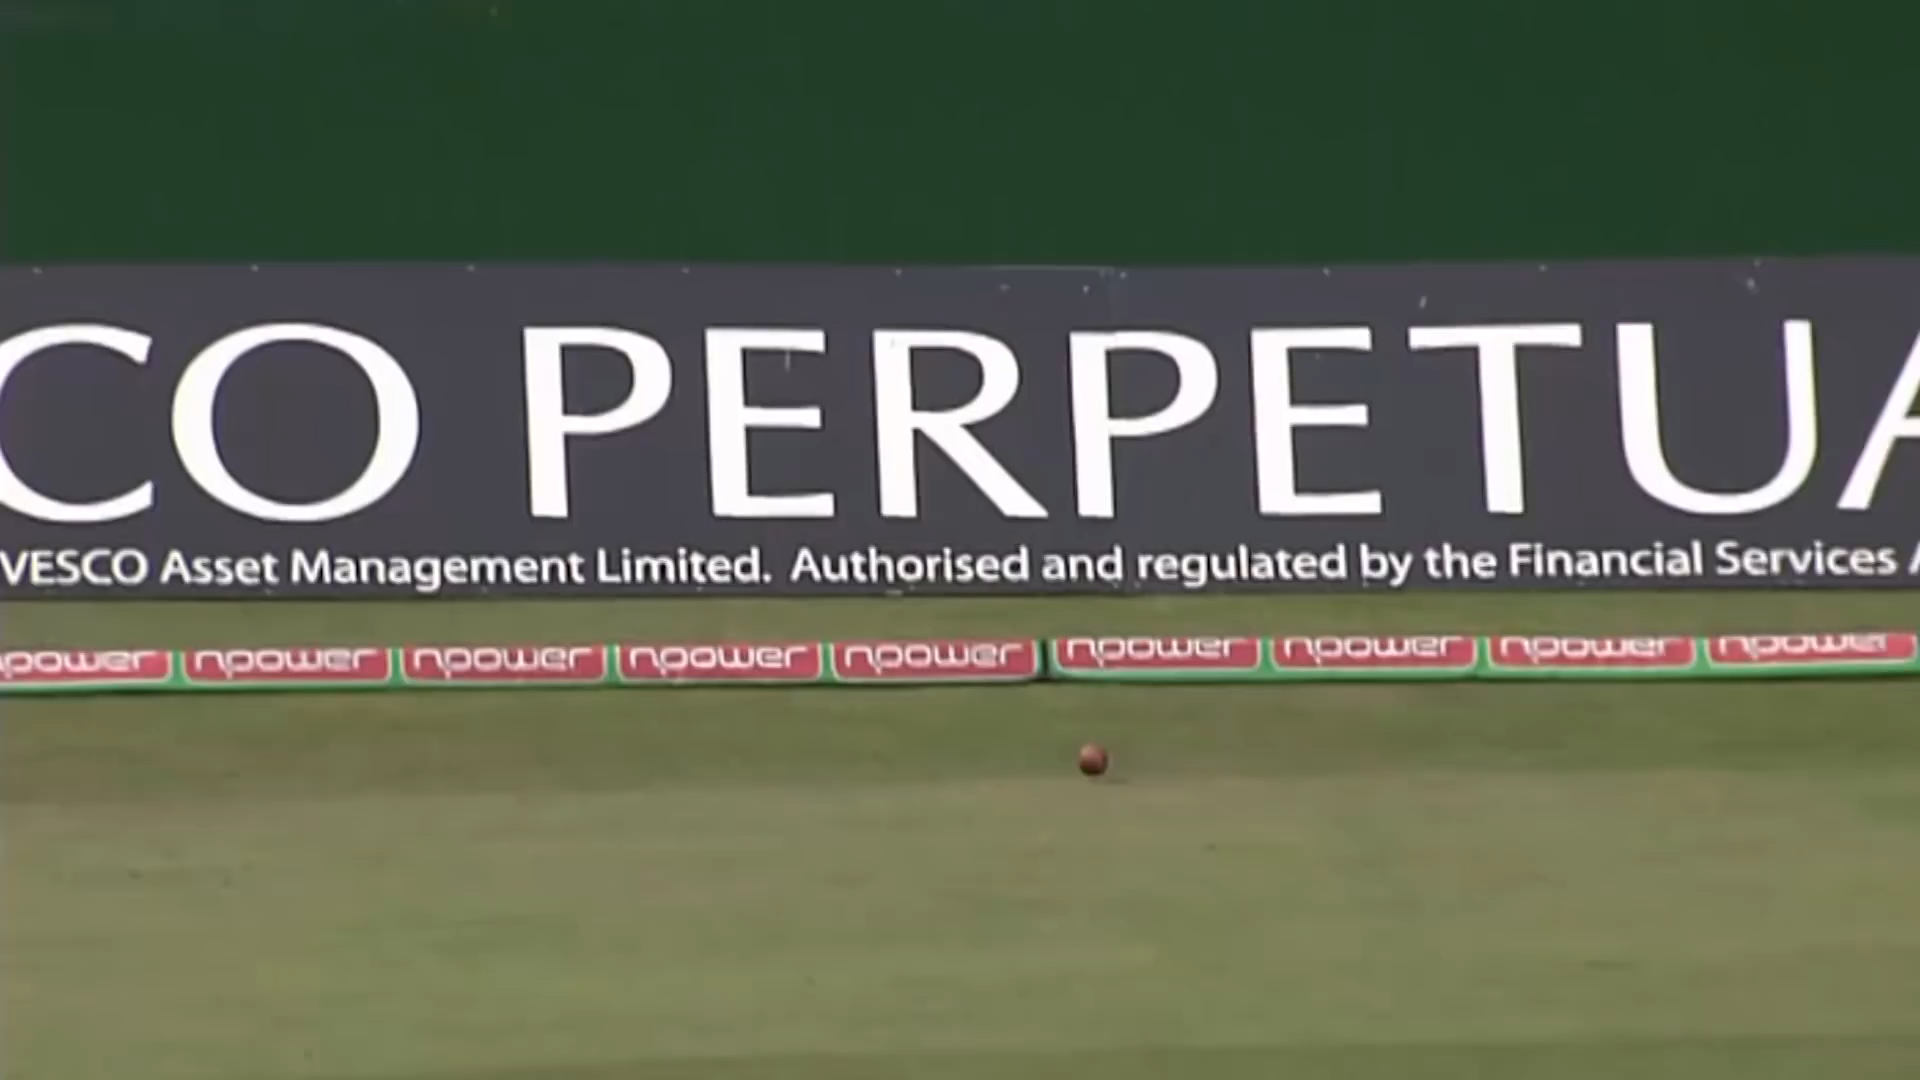 CO PERPETUA
VESCO Asset Management Limited. Authorised and regulated by the Financial Services A
npower npower npower npower npower npower npower npower npower